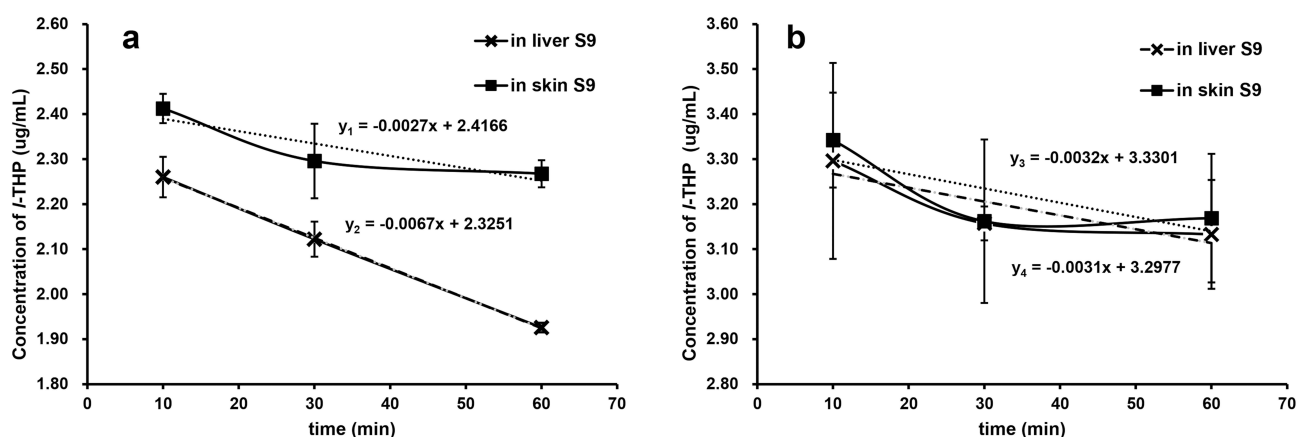 a
in liver S9
in skin S9
y1 = -0.0027x + 2.4166
y2 = -0.0067x + 2.3251
Concentration of l-THP (ug/mL)
2.60
2.50
2.40
2.30
2.20
2.10
2.00
1.90
1.80
0 10 20 30 40 50 60 70
time (min)
b
in liver S9
in skin S9
y3 = -0.0032x + 3.3301
y4 = -0.0031x + 3.2977
Concentration of l-THP (ug/mL)
3.60
3.50
3.40
3.30
3.20
3.10
3.00
2.90
2.80
0 10 20 30 40 50 60 70
time (min)